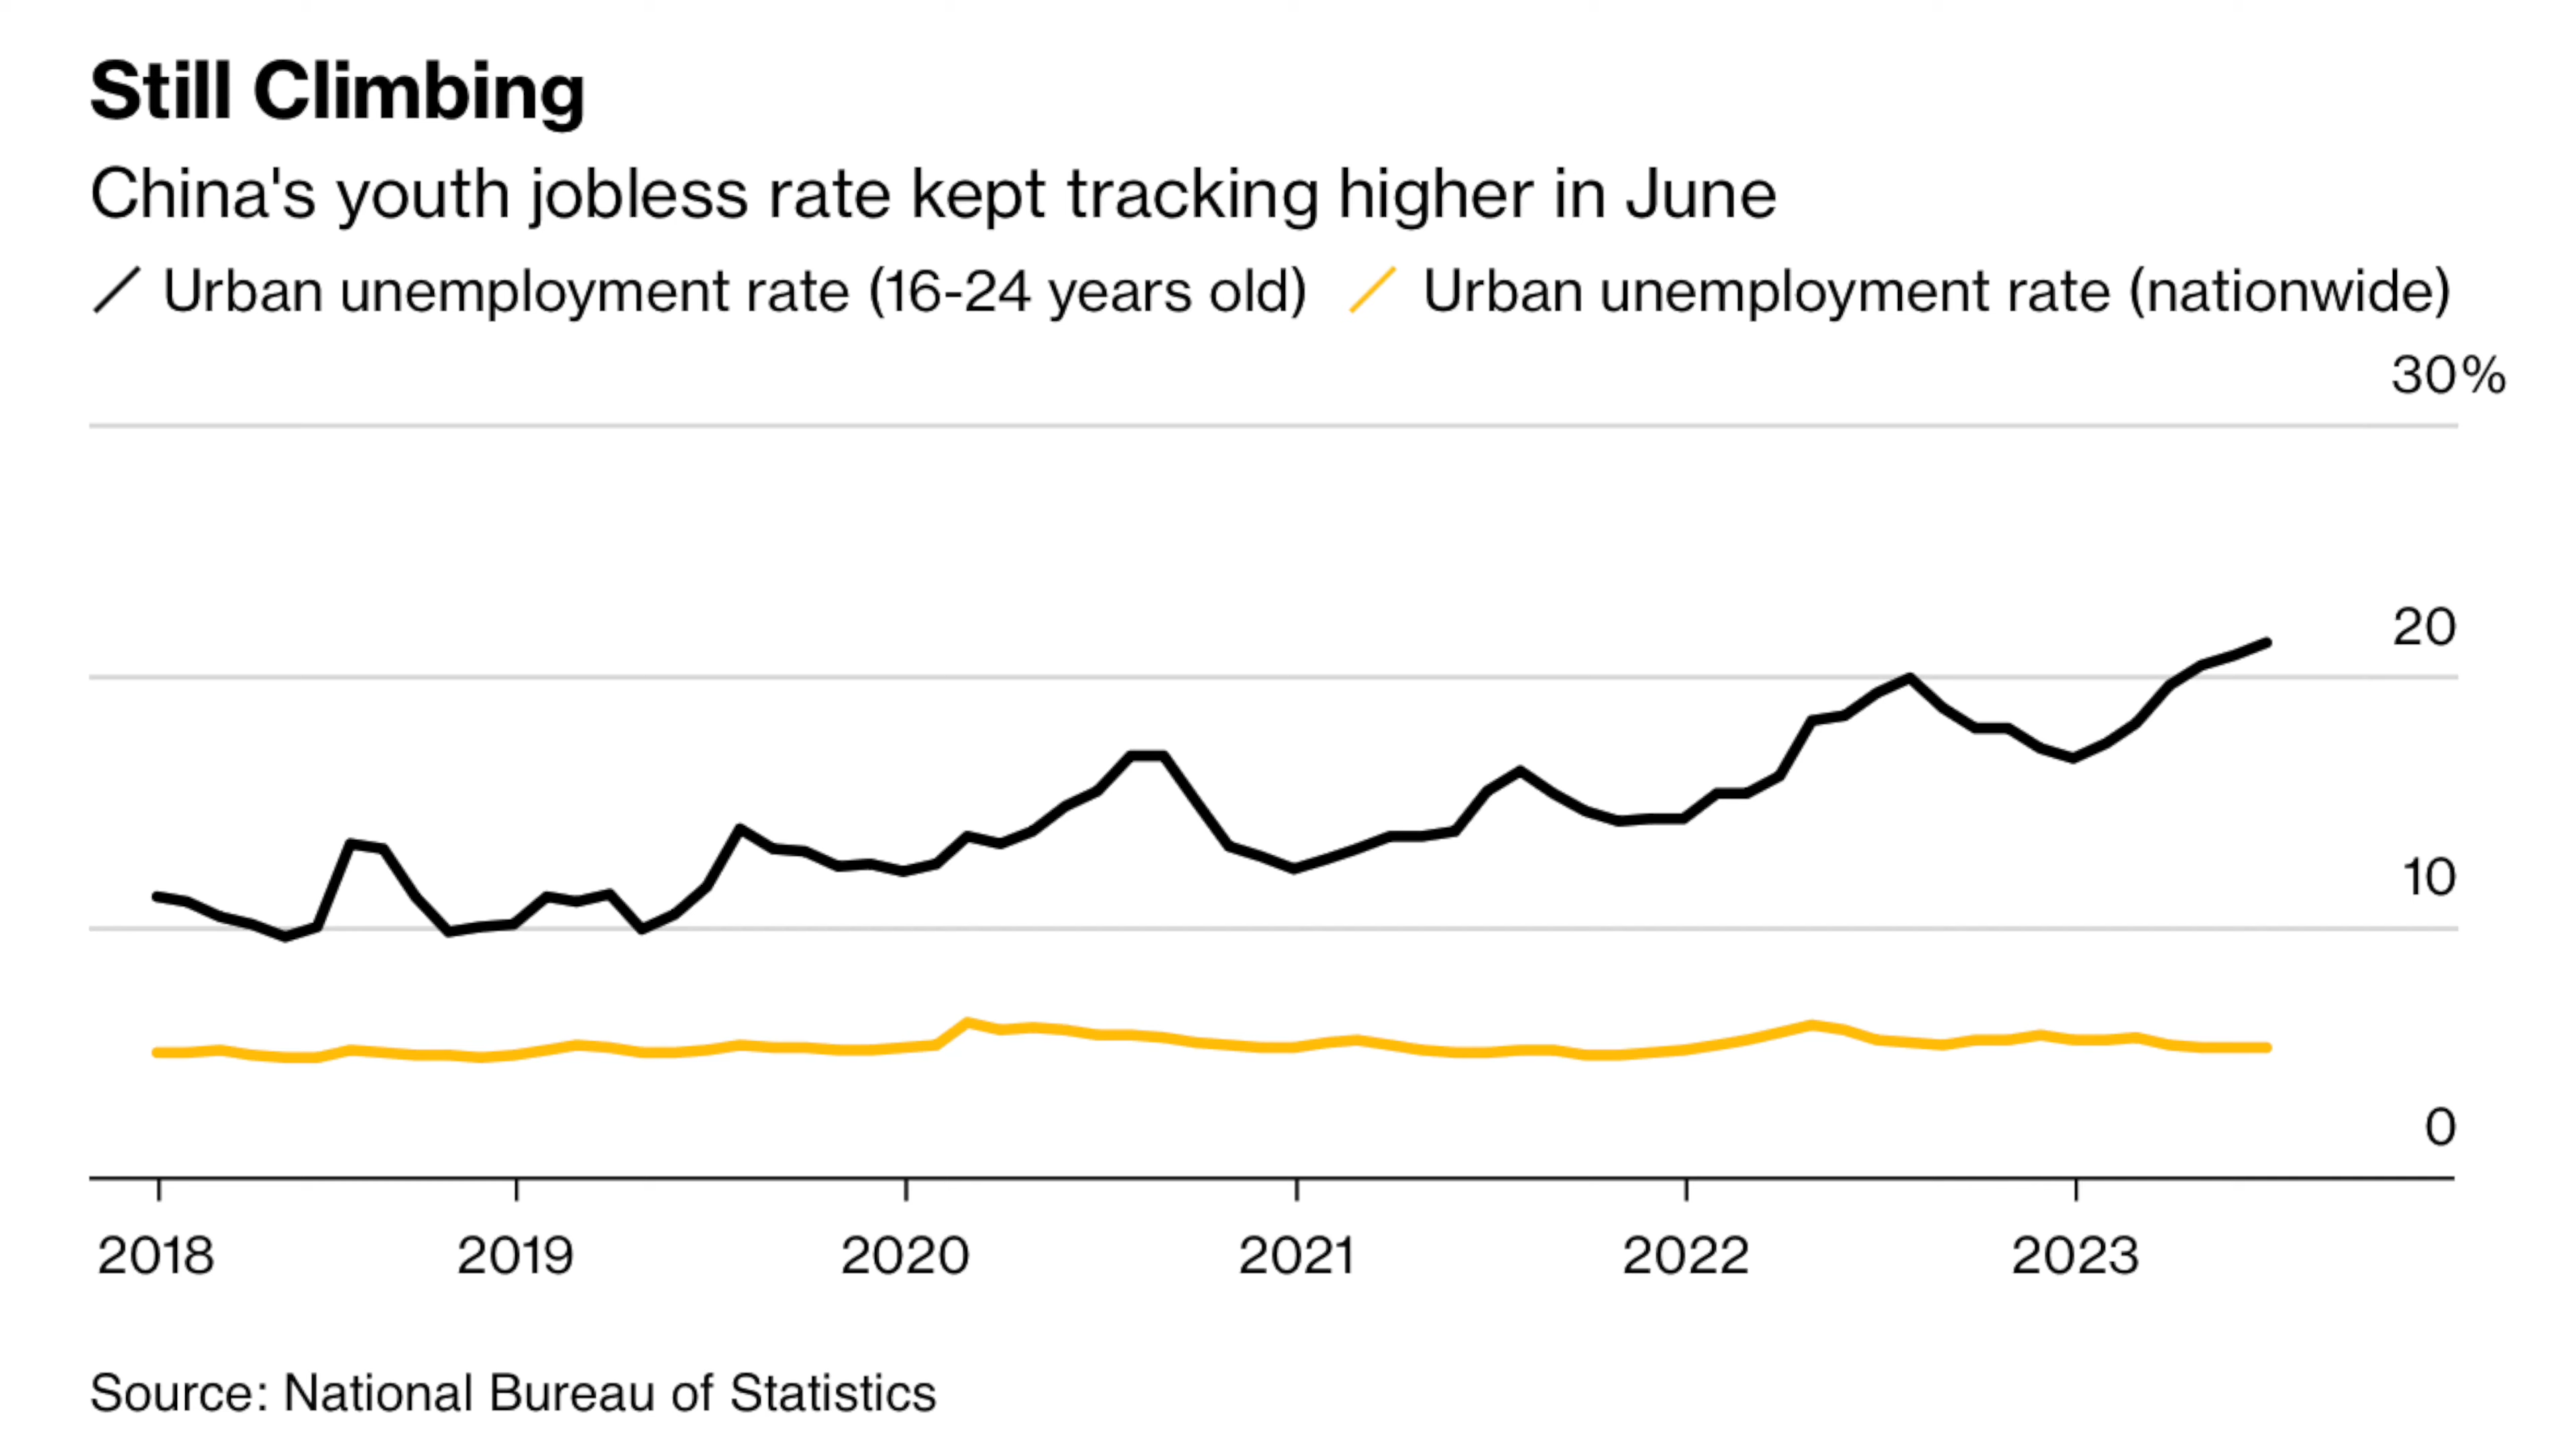 Still Climbing
China's youth jobless rate kept tracking higher in June
Urban unemployment rate (16-24 years old) Urban unemployment rate (nationwide)
30%
20
10
0
2018 2019 2020 2021 2022 2023
Source: National Bureau of Statistics